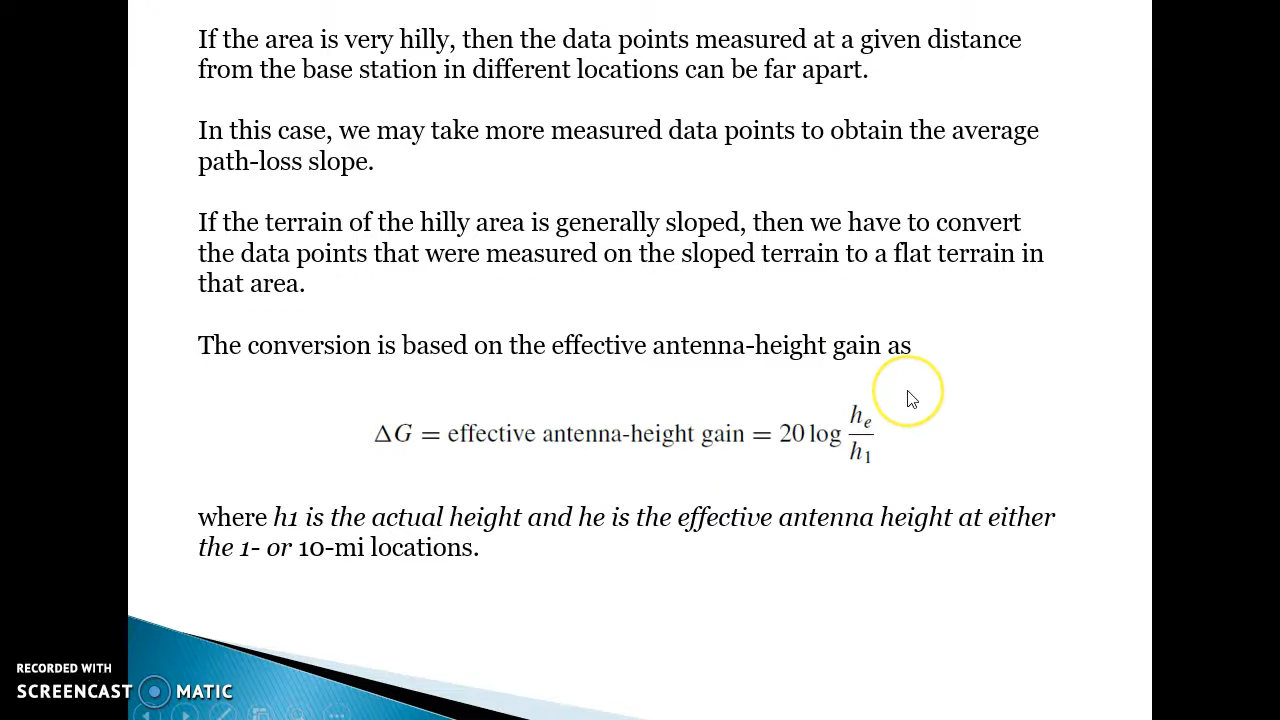 If the area is very hilly, then the data points measured at a given distance
from the base station in different locations can be far apart.
In this case, we may take more measured data points to obtain the average
path-loss slope.
If the terrain of the hilly area is generally sloped, then we have to convert
the data points that were measured on the sloped terrain to a flat terrain in
that area.
The conversion is based on the effective antenna-height gain as
ΔG = effective antenna-height gain = 20 log he/h1
where h1 is the actual height and he is the effective antenna height at either
the 1- or 10-mi locations.
RECORDED WITH
SCREENCAST MATIC